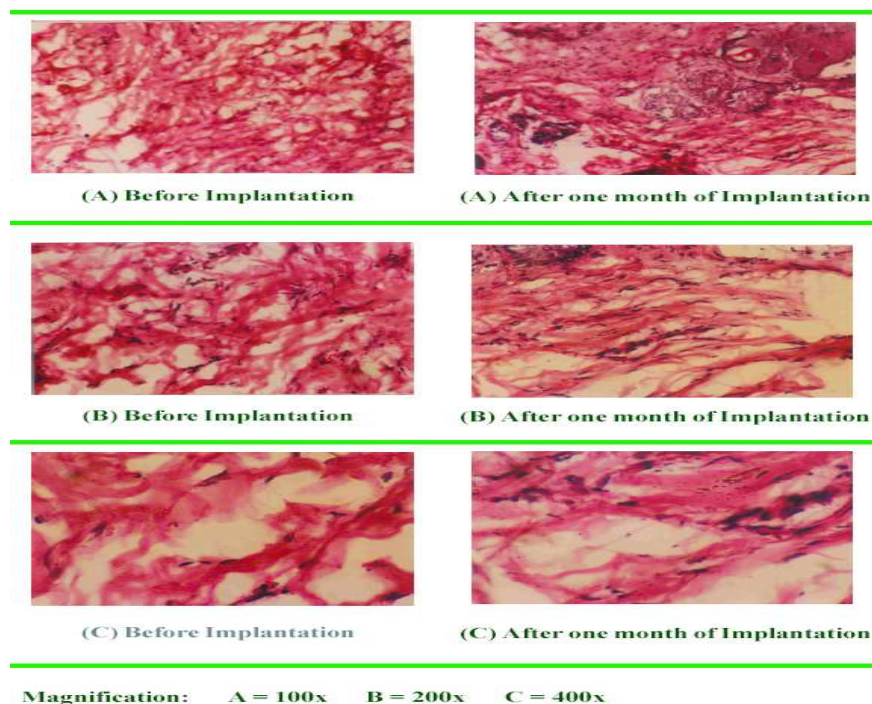 (A) Before Implantation
(A) After one month of Implantation
(B) Before Implantation
(B) After one month of Implantation
(C) Before Implantation
(C) After one month of Implantation
Magnification: A = 100x B = 200x C = 400x